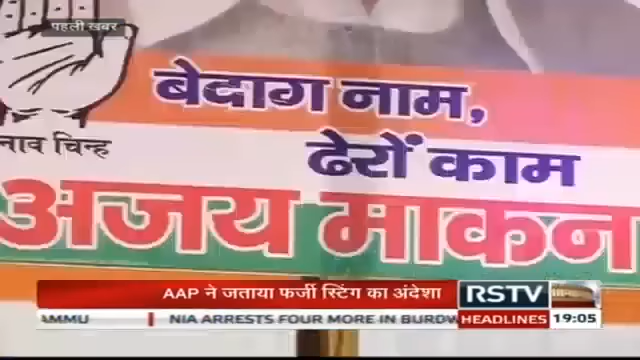 पहली खबर
बेदाग नाम,
नाव चिन्ह
ढेरों काम
अजय माकन
AAP ने जताया फर्जी स्टिंग का अंदेशा
RSTV
AMMU NIA ARRESTS FOUR MORE IN BURDW
HEADLINES 19:05